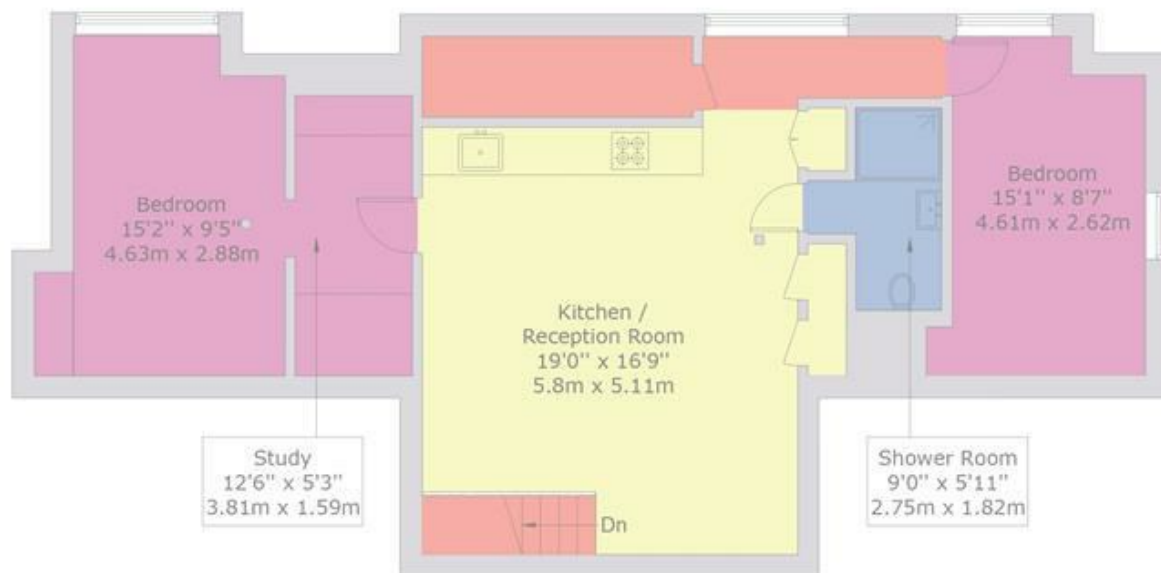 Bedroom
15'2'' x 9'5''
4.63m x 2.88m
Bedroom
15'1'' x 8'7''
4.61m x 2.62m
Kitchen /
Reception Room
19'0'' x 16'9''
5.8m x 5.11m
Study
12'6'' x 5'3''
3.81m x 1.59m
Shower Room
9'0'' x 5'11''
2.75m x 1.82m
Dn